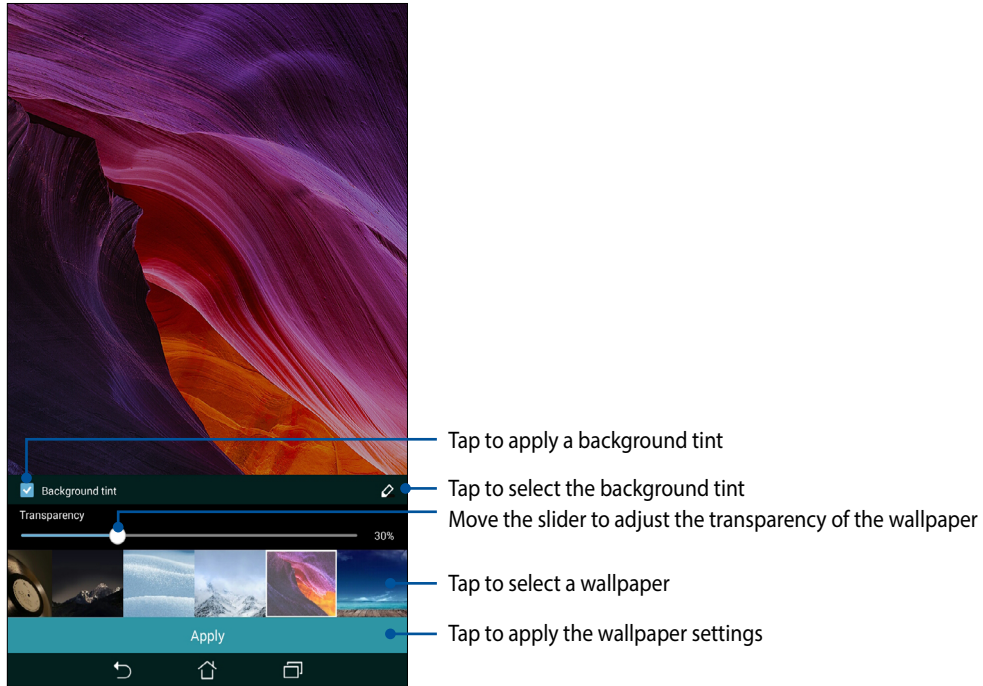 Tap to apply a background tint
Background tint
Tap to select the background tint
Transparency
Move the slider to adjust the transparency of the wallpaper
30%
Tap to select a wallpaper
Apply
Tap to apply the wallpaper settings